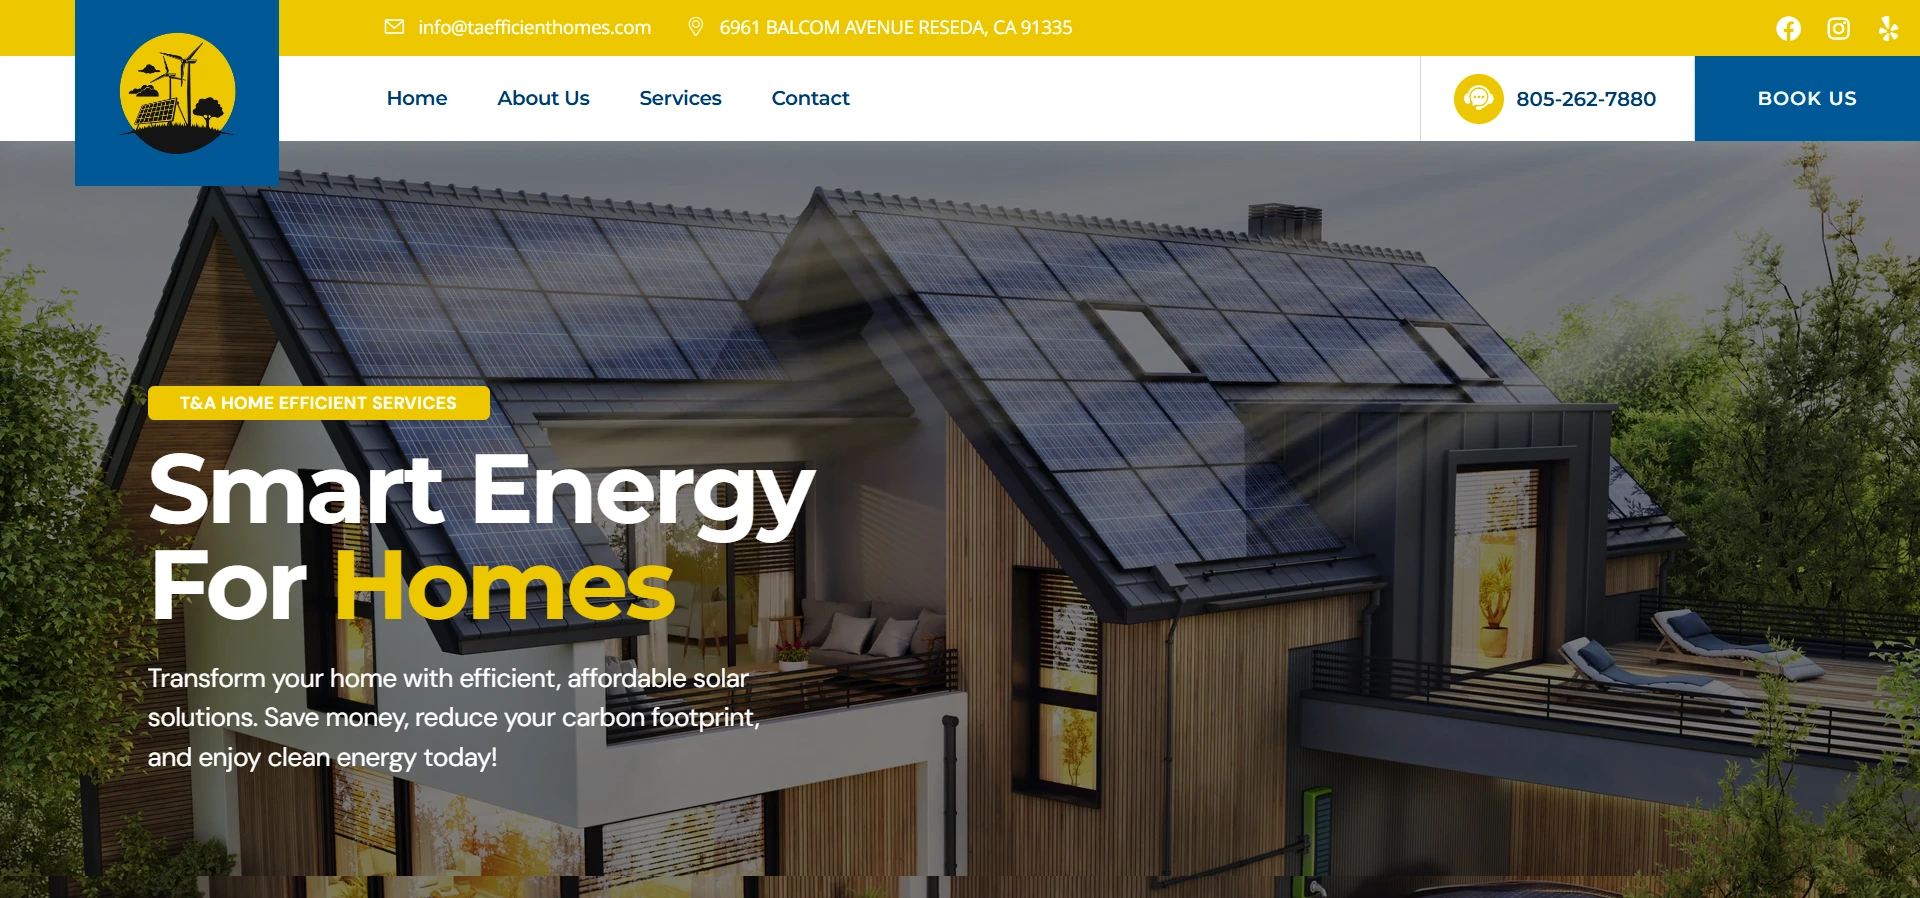 info@taefficienthomes.com
6961 BALCOM AVENUE RESEDA, CA 91335
Home
About Us
Services
Contact
805-262-7880
BOOK US
T&A HOME EFFICIENT SERVICES
Smart Energy
For Homes
Transform your home with efficient, affordable solar
solutions. Save money, reduce your carbon footprint,
and enjoy clean energy today!